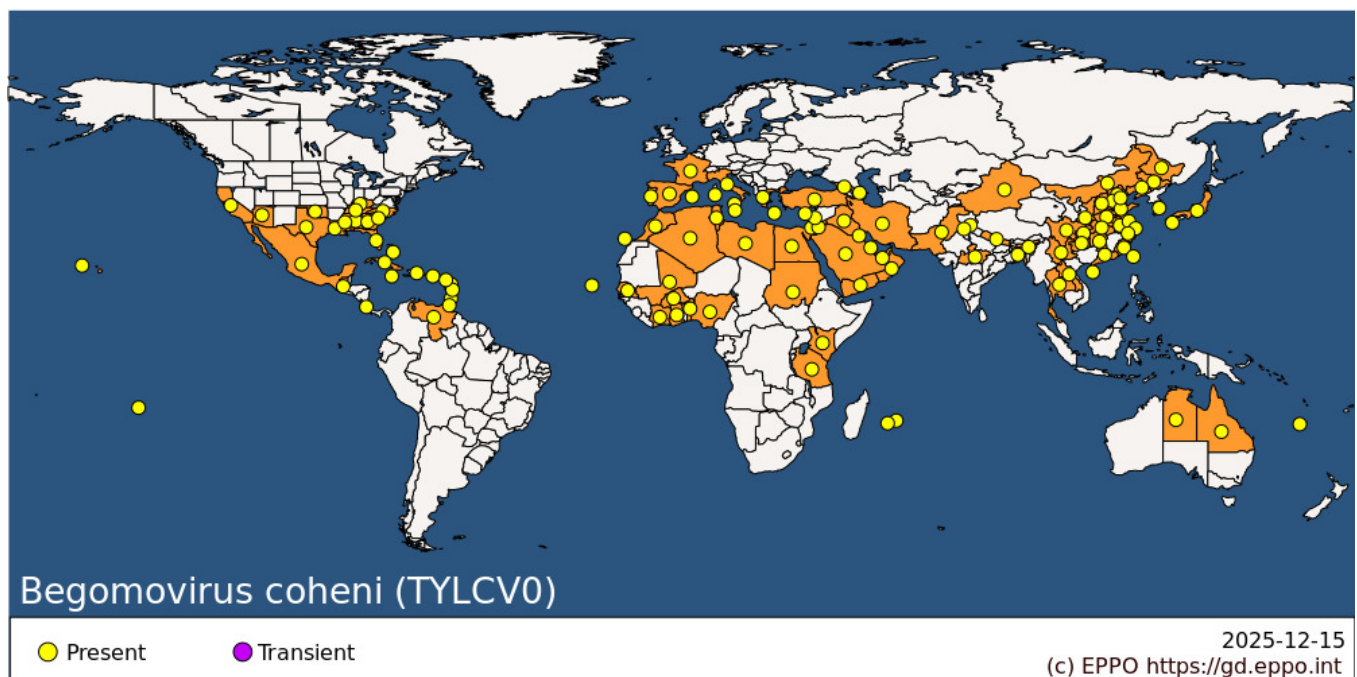 Begomovirus coheni (TYLCV0)
Present
Transient
2025-12-15
(c) EPPO https://gd.eppo.int